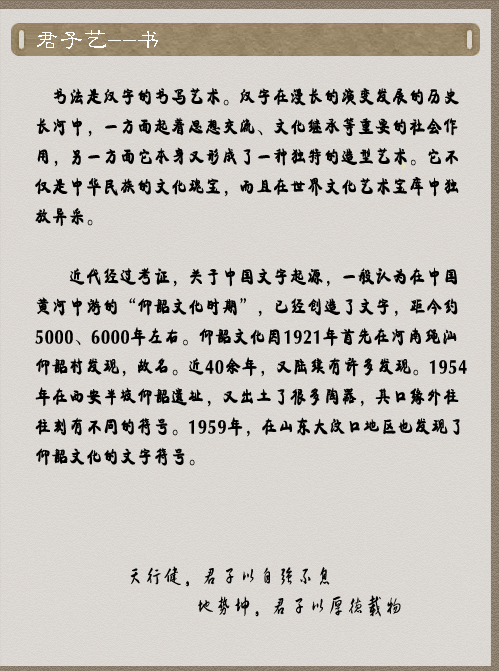 君子艺--书
书法是汉字的书写艺术。汉字在漫长的演变发展的历史
长河中，一方面起着思想交流、文化继承等重要的社会作
用，另一方面它本身又形成了一种独特的造型艺术。它不
仅是中华民族的文化瑰宝，而且在世界文化艺术宝库中独
放异采。
近代经过考证，关于中国文字起源，一般认为在中国
黄河中游的“仰韶文化时期”，已经创造了文字，距今约
5000、6000年左右。仰韶文化因1921年首先在河南绳汕
仰韶村发现，故名。近40余年，又陆续有许多发现。1954
年在西安半坡仰韶遗址，又出土了很多陶器，其口缘外往
往刻有不同的符号。1959年，在山东大汶口地区也发现了
仰韶文化的文字符号。
天行健，君子以自强不息
地势坤，君子以厚德载物